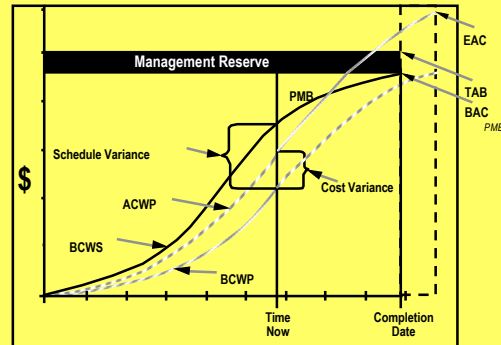 EAC
Management Reserve
TAB
PMB
BAC
PMB
Schedule Variance
$
Cost Variance
ACWP
BCWS
BCWP
Time
Now
Completion
Date